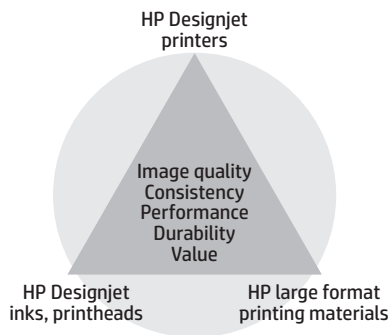 HP Designjet
printers
Image quality
Consistency
Performance
Durability
Value
HP Designjet
inks, printheads
HP large format
printing materials